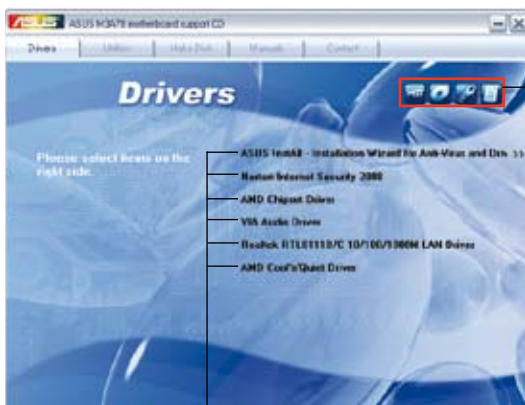 ASUS M3A78 motherboard support CD
Drivers Utilities Make Disk Manuals Contact
Drivers
Please select items on the
right side.
ASUS InstAll - Installation Wizard for Anti-Virus and Driv >>
Norton Internet Security 2008
AMD Chipset Driver
VIA Audio Driver
Realtek RTL8111B/C 10/100/1000M LAN Driver
AMD Cool'n'Quiet Driver